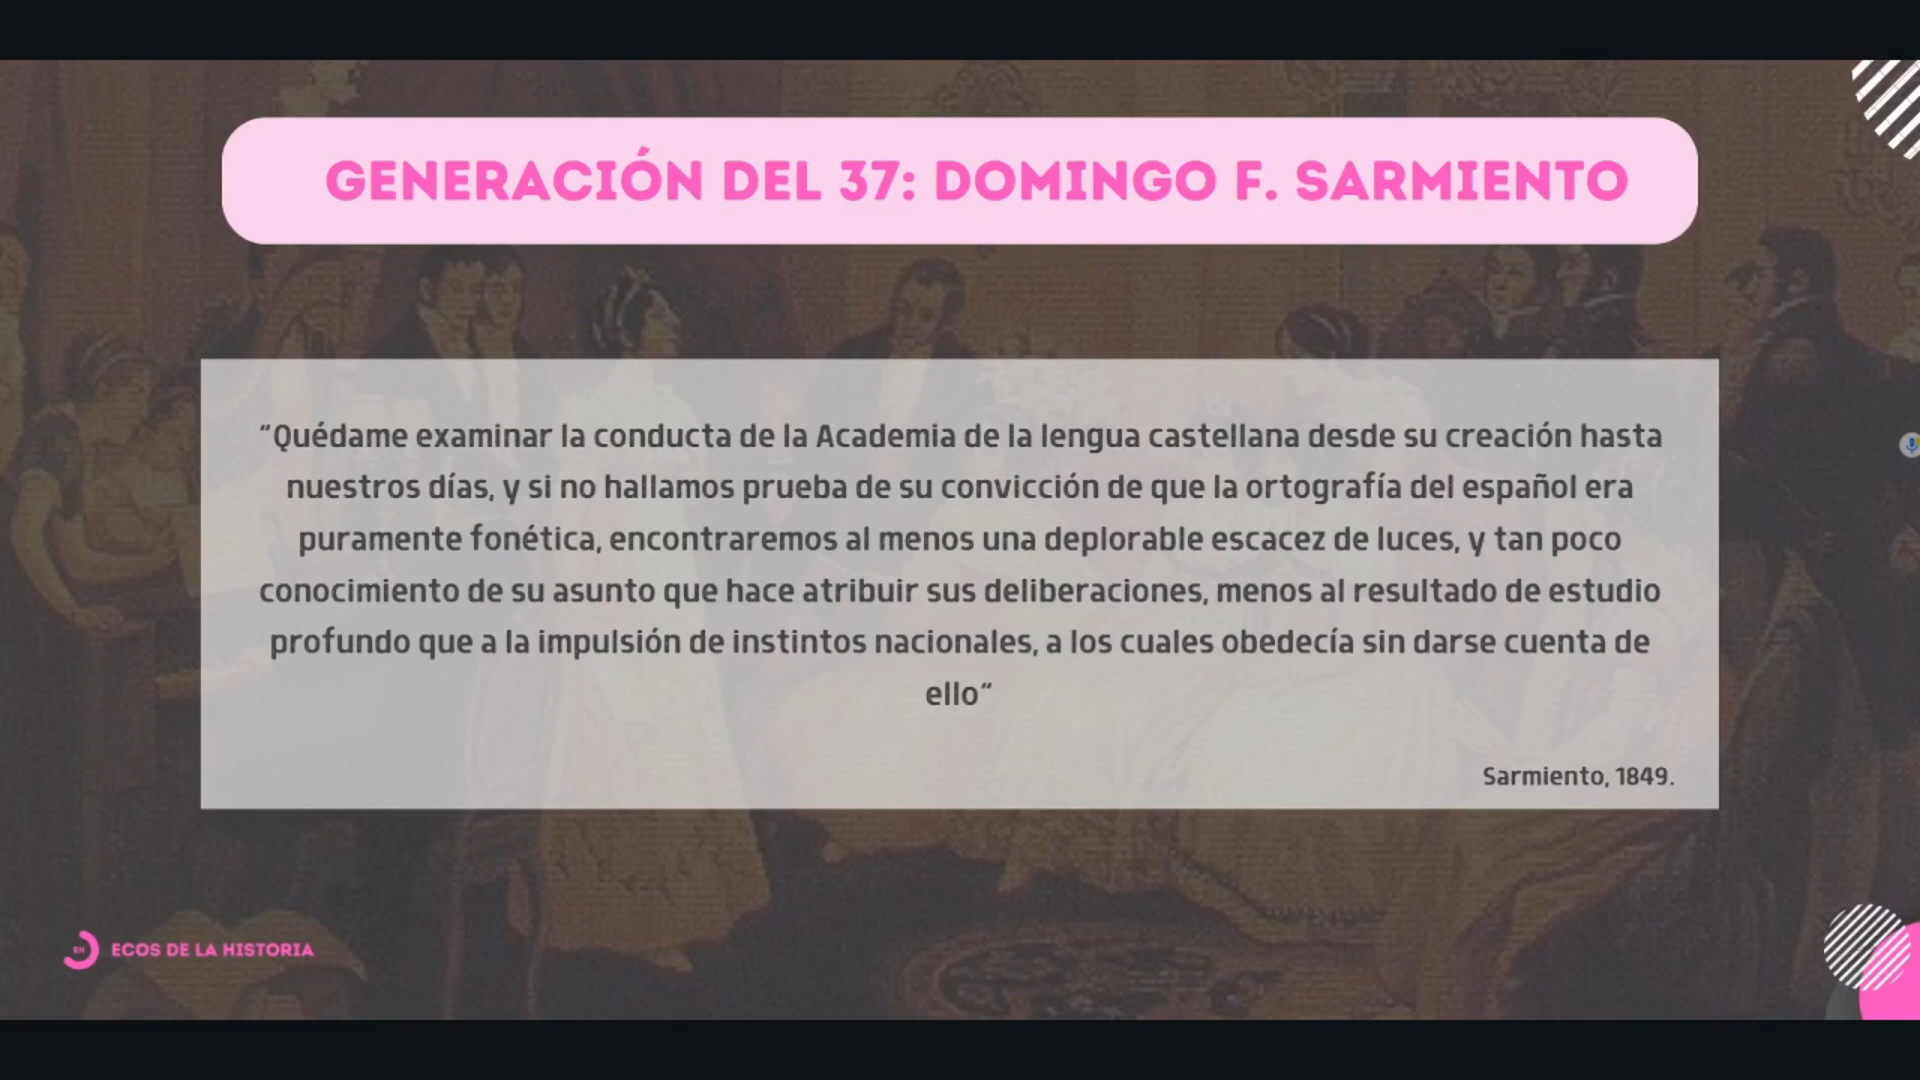 GENERACIÓN DEL 37: DOMINGO F. SARMIENTO
“Quédame examinar la conducta de la Academia de la lengua castellana desde su creación hasta
nuestros días, y si no hallamos prueba de su convicción de que la ortografía del español era
puramente fonética, encontraremos al menos una deplorable escacez de luces, y tan poco
conocimiento de su asunto que hace atribuir sus deliberaciones, menos al resultado de estudio
profundo que a la impulsión de instintos nacionales, a los cuales obedecía sin darse cuenta de
ello“
Sarmiento, 1849.
EH ECOS DE LA HISTORIA